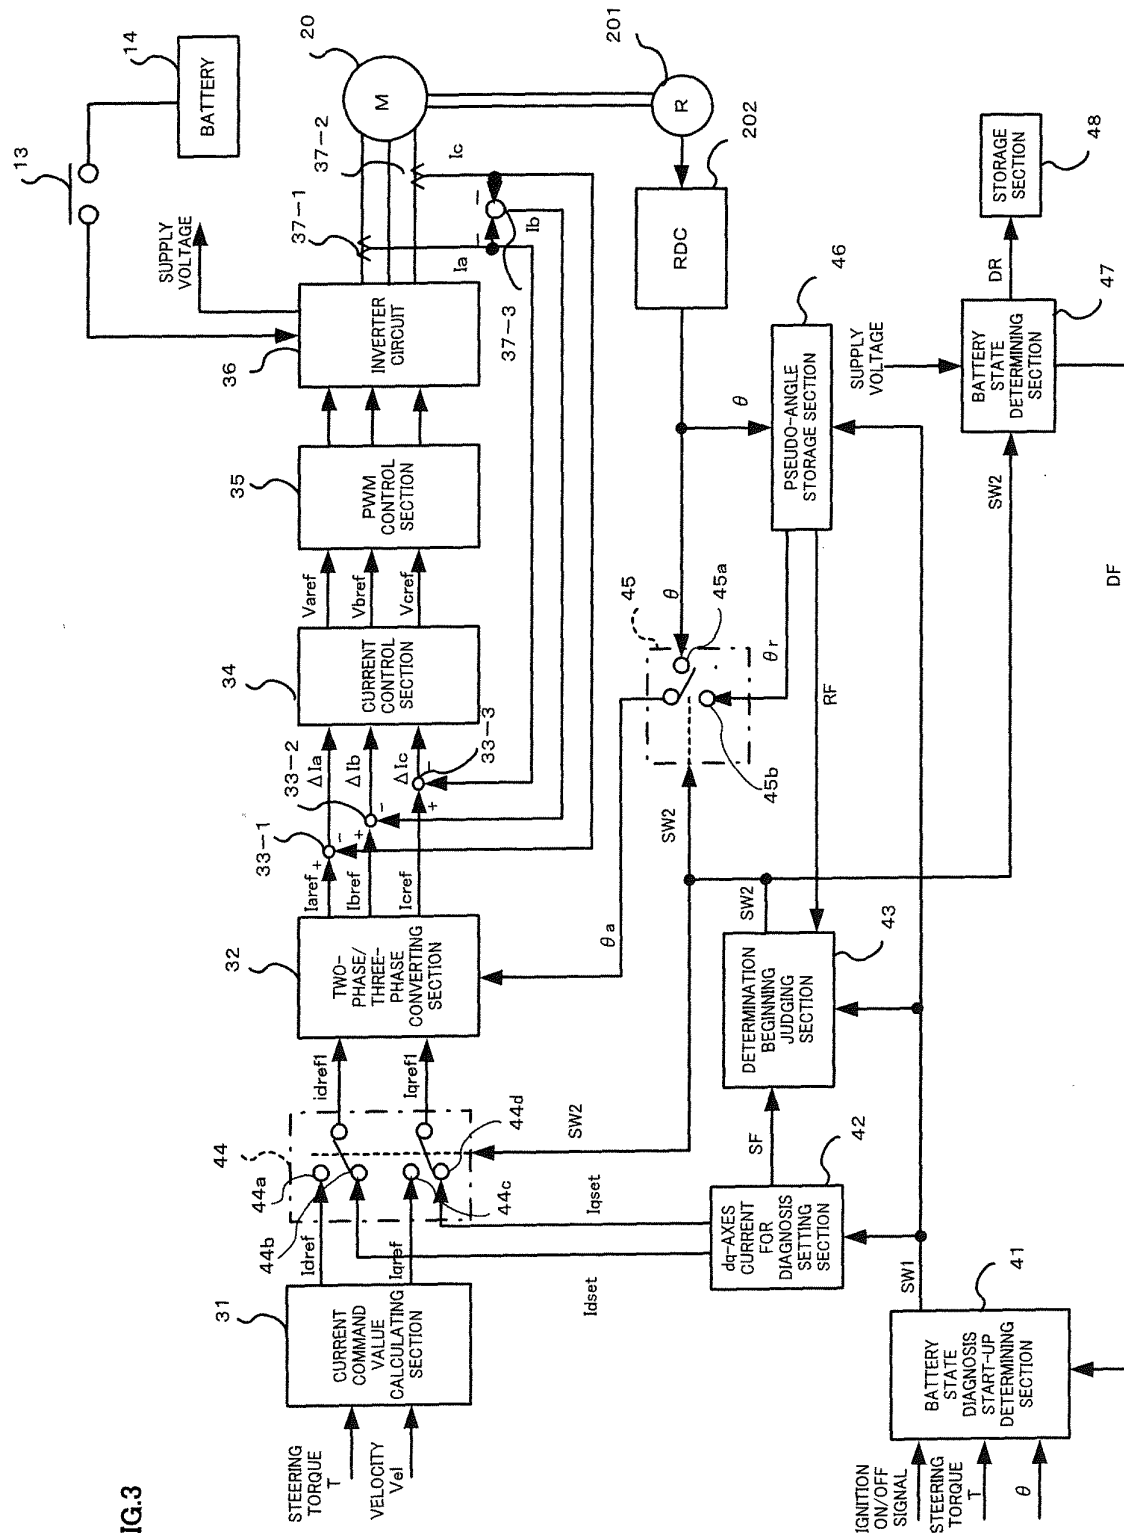 IG.3
STEERING
TORQUE
T
VELOCITY
Vel
31
CURRENT
COMMAND
VALUE
CALCULATING
SECTION
Idref
Iqref
44
44a
44b
44c
44d
idref1
Iqref1
SW2
Idset
Iqset
32
TWO-
PHASE/
THREE-
PHASE
CONVERTING
SECTION
Iaref
Ibref
Icref
+
-
+
-
+
-
33-1
33-2
33-3
ΔIa
ΔIb
ΔIc
34
CURRENT
CONTROL
SECTION
Varef
Vbref
Vcref
35
PWM
CONTROL
SECTION
36
INVERTER
CIRCUIT
SUPPLY
VOLTAGE
13
14
BATTERY
37-1
37-2
37-3
Ia
Ib
Ic
-
-
20
M
201
R
202
RDC
θ
θ
45
45a
45b
θa
θr
SW2
46
PSEUDO-ANGLE
STORAGE SECTION
RF
SUPPLY
VOLTAGE
47
BATTERY
STATE
DETERMINING
SECTION
DR
48
STORAGE
SECTION
SW2
DF
43
DETERMINATION
BEGINNING
JUDGING
SECTION
SW2
SF
42
dq-AXES
CURRENT
FOR
DIAGNOSIS
SETTING
SECTION
SW1
41
BATTERY
STATE
DIAGNOSIS
START-UP
DETERMINING
SECTION
IGNITION
ON/OFF
SIGNAL
STEERING
TORQUE
T
θ